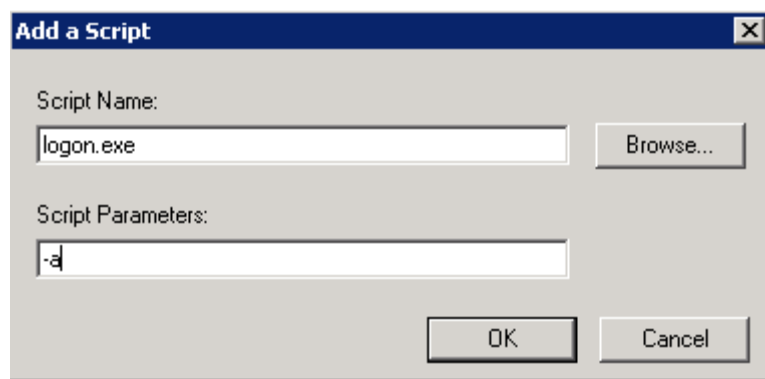 Add a Script
Script Name:
logon.exe
Browse...
Script Parameters:
-a
OK
Cancel